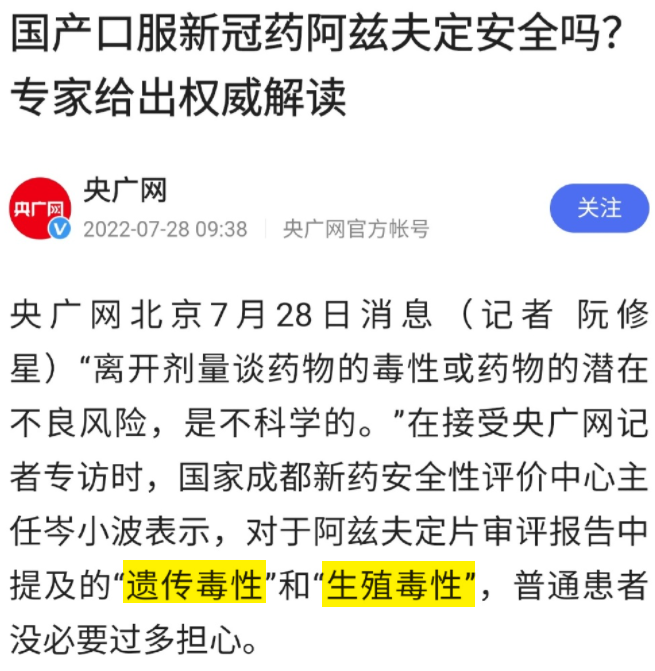 国产口服新冠药阿兹夫定安全吗？
专家给出权威解读
央广网
央广网
2022-07-28 09:38
央广网官方帐号
关注
央广网北京7月28日消息（记者 阮修
星）“离开剂量谈药物的毒性或药物的潜在
不良风险，是不科学的。”在接受央广网记
者专访时，国家成都新药安全性评价中心主
任岑小波表示，对于阿兹夫定片审评报告中
提及的“遗传毒性”和“生殖毒性”，普通患者
没必要过多担心。